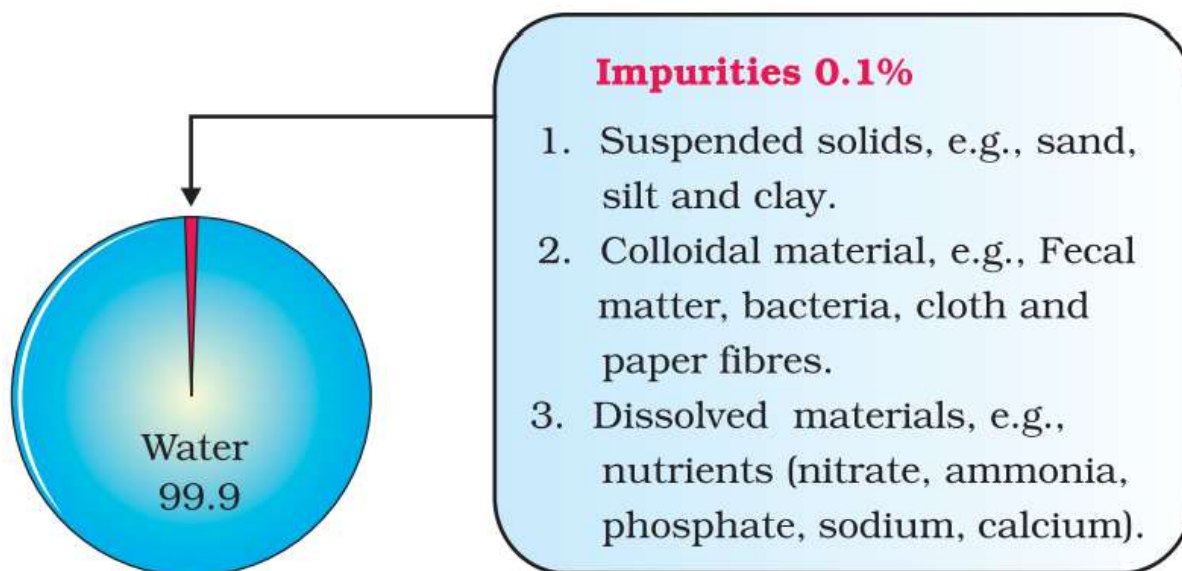 Impurities 0.1%
1. Suspended solids, e.g., sand,
silt and clay.
2. Colloidal material, e.g., Fecal
matter, bacteria, cloth and
paper fibres.
3. Dissolved materials, e.g.,
nutrients (nitrate, ammonia,
phosphate, sodium, calcium).
Water
99.9